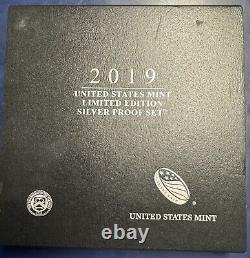 2019
UNITED STATES MINT
LIMITED EDITION
SILVER PROOF SET™
UNITED STATES MINT